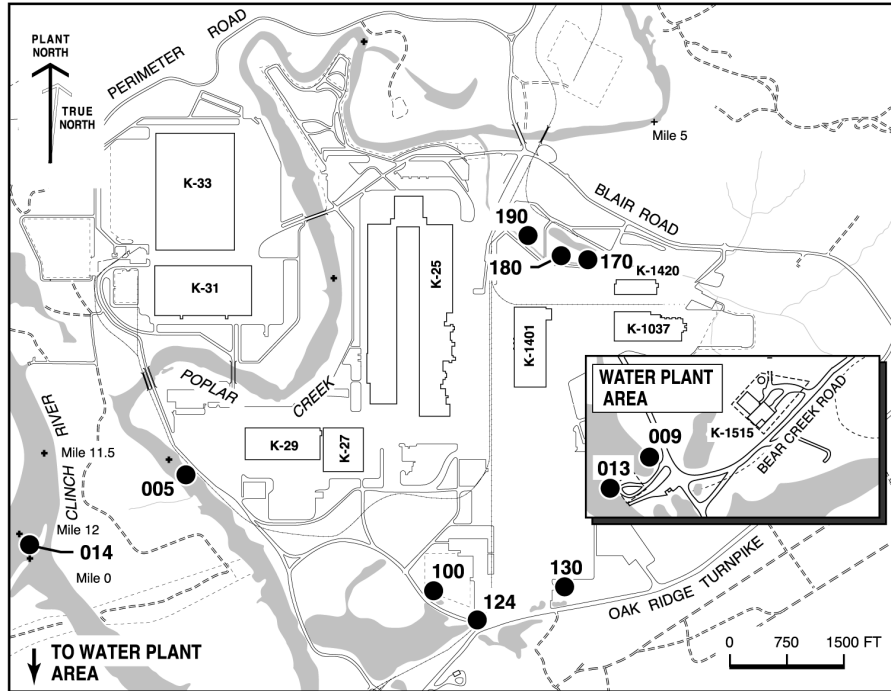 PLANT
NORTH
TRUE
NORTH
PERIMETER ROAD
Mile 5
K-33
BLAIR ROAD
190
180
170
K-25
K-31
K-1420
K-1401
K-1037
POPLAR
CREEK
WATER PLANT
AREA
K-1515
BEAR CREEK ROAD
009
013
K-29
K-27
CLINCH RIVER
Mile 11.5
005
Mile 12
014
Mile 0
100
124
130
OAK RIDGE TURNPIKE
TO WATER PLANT
AREA
0 750 1500 FT